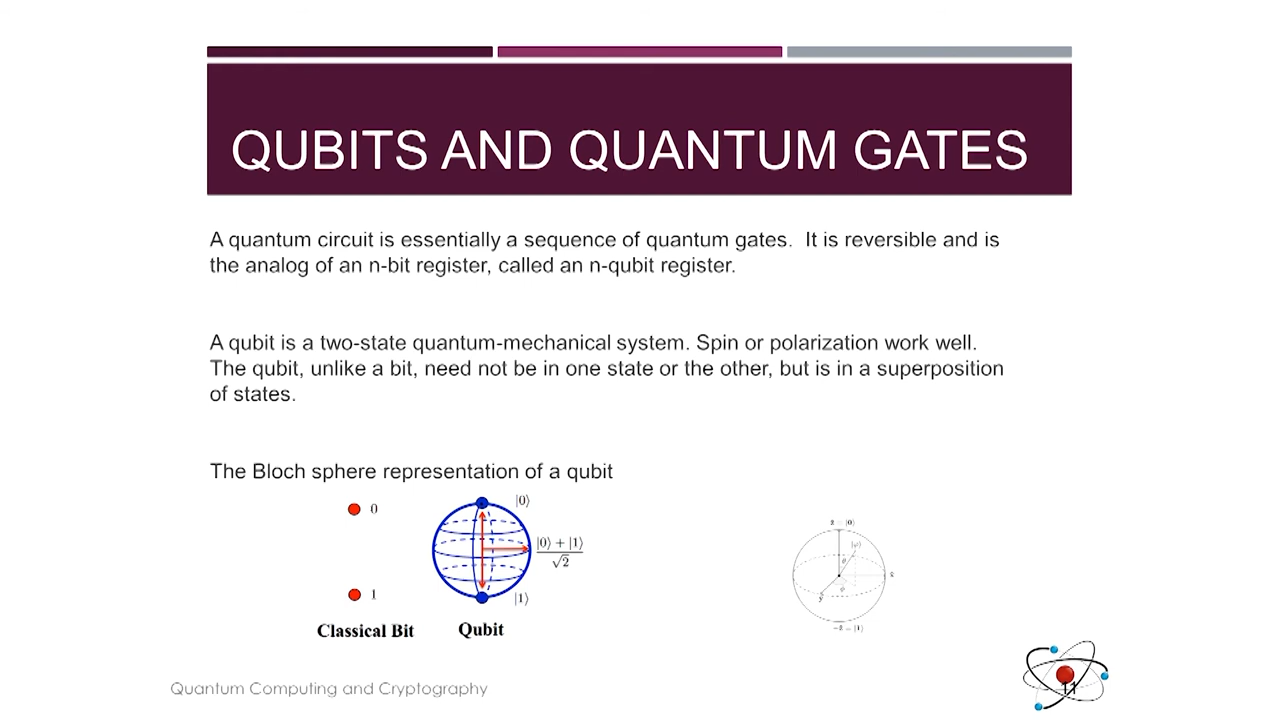 QUBITS AND QUANTUM GATES
A quantum circuit is essentially a sequence of quantum gates.  It is reversible and is
the analog of an n-bit register, called an n-qubit register.
A qubit is a two-state quantum-mechanical system. Spin or polarization work well.
The qubit, unlike a bit, need not be in one state or the other, but is in a superposition
of states.
The Bloch sphere representation of a qubit
0
1
Classical Bit
|0⟩
|0⟩ + |1⟩
√2
|1⟩
Qubit
ẑ = |0⟩
|ψ⟩
θ
φ
x̂
ŷ
−ẑ = |1⟩
Quantum Computing and Cryptography
11